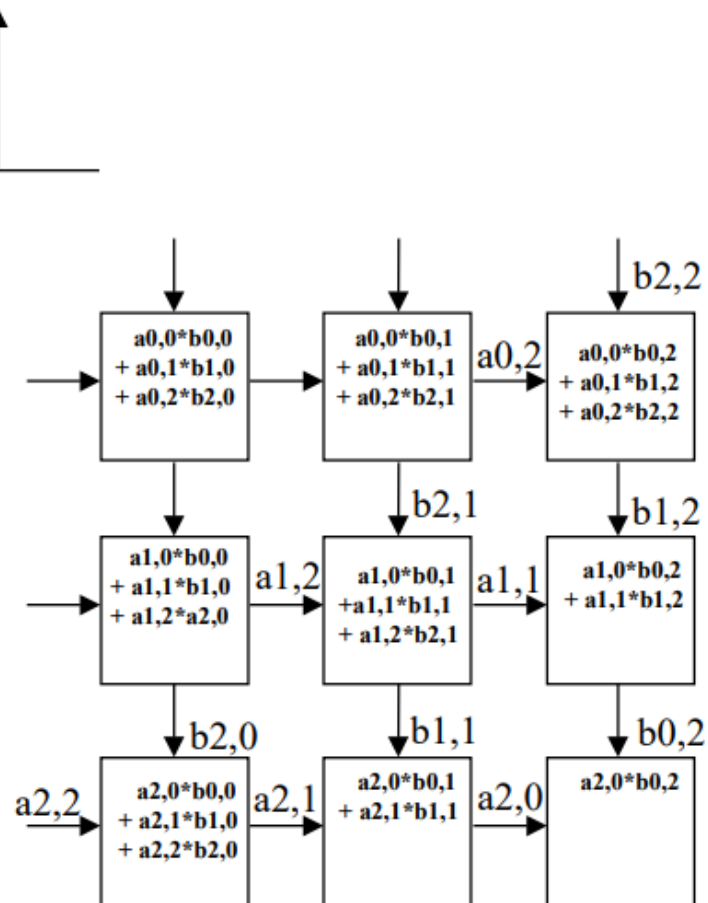 b2,2
a0,0*b0,0
+ a0,1*b1,0
+ a0,2*b2,0
a0,0*b0,1
+ a0,1*b1,1
+ a0,2*b2,1
a0,2
a0,0*b0,2
+ a0,1*b1,2
+ a0,2*b2,2
b2,1
b1,2
a1,0*b0,0
+ a1,1*b1,0
+ a1,2*a2,0
a1,2
a1,0*b0,1
+a1,1*b1,1
+ a1,2*b2,1
a1,1
a1,0*b0,2
+ a1,1*b1,2
b2,0
b1,1
b0,2
a2,2
a2,0*b0,0
+ a2,1*b1,0
+ a2,2*b2,0
a2,1
a2,0*b0,1
+ a2,1*b1,1
a2,0
a2,0*b0,2